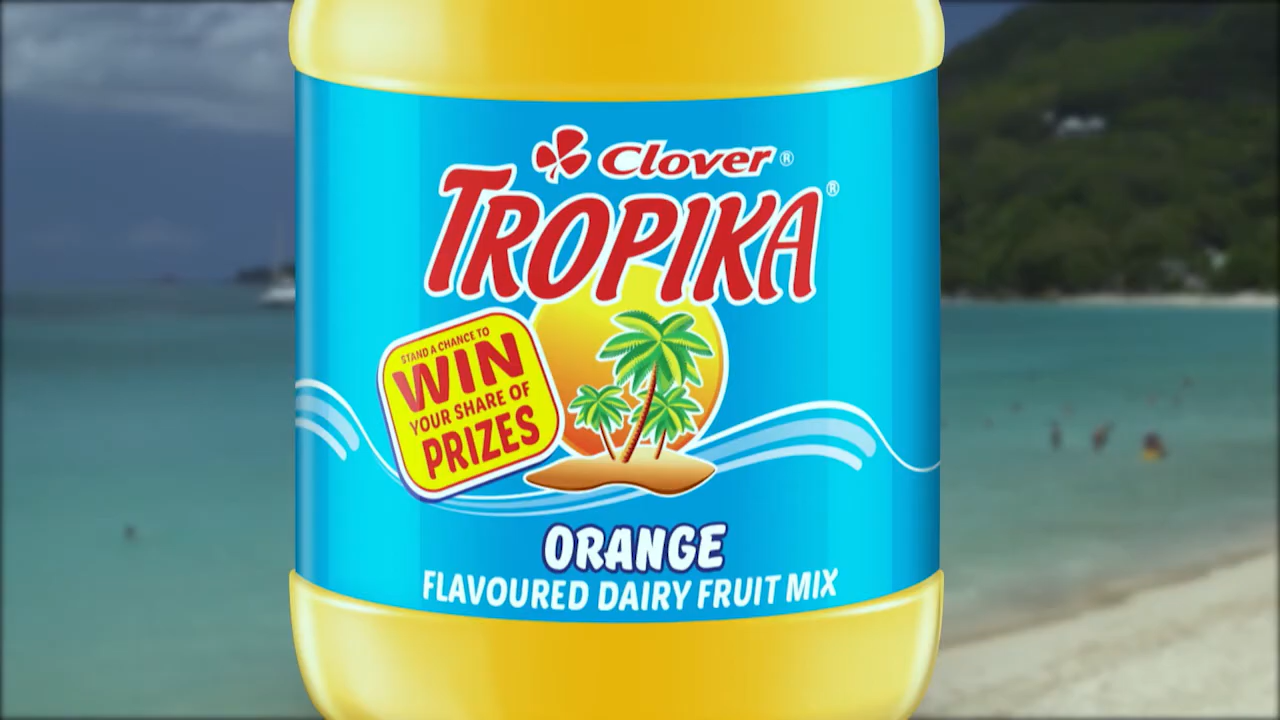 Clover®
TROPIKA®
STAND A CHANCE TO
WIN
YOUR SHARE OF
PRIZES
ORANGE
FLAVOURED DAIRY FRUIT MIX